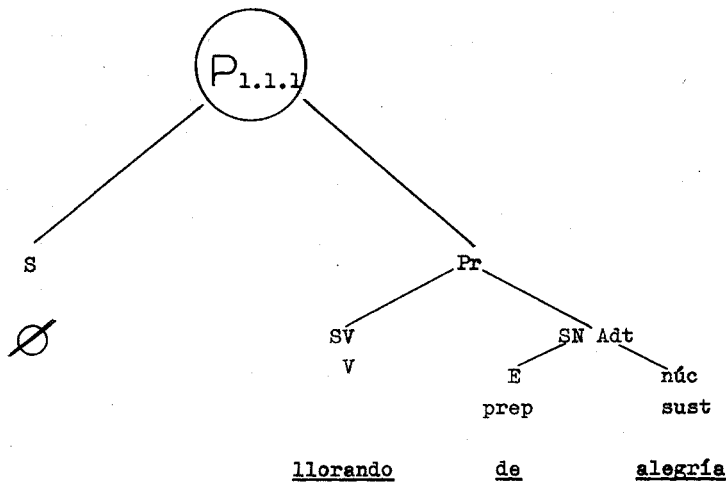 P1.1.1
S Pr
Ø SV SN Adt
V E núc
prep sust
llorando de alegría